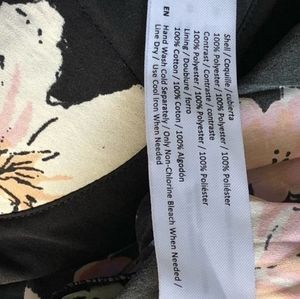 Shell / Coquille / cubierta
100% Polyester / 100% Polyester / 100% Poliéster
Contrast / Contraste / contraste
100% Polyester / 100% Polyester / 100% Poliéster
Lining / Doublure / forro
100% Cotton / 100% Coton / 100% Algodón
EN Hand Wash Cold Separately / Only Non-Chlorine Bleach When Needed /
Line Dry / Use Cool Iron When Needed